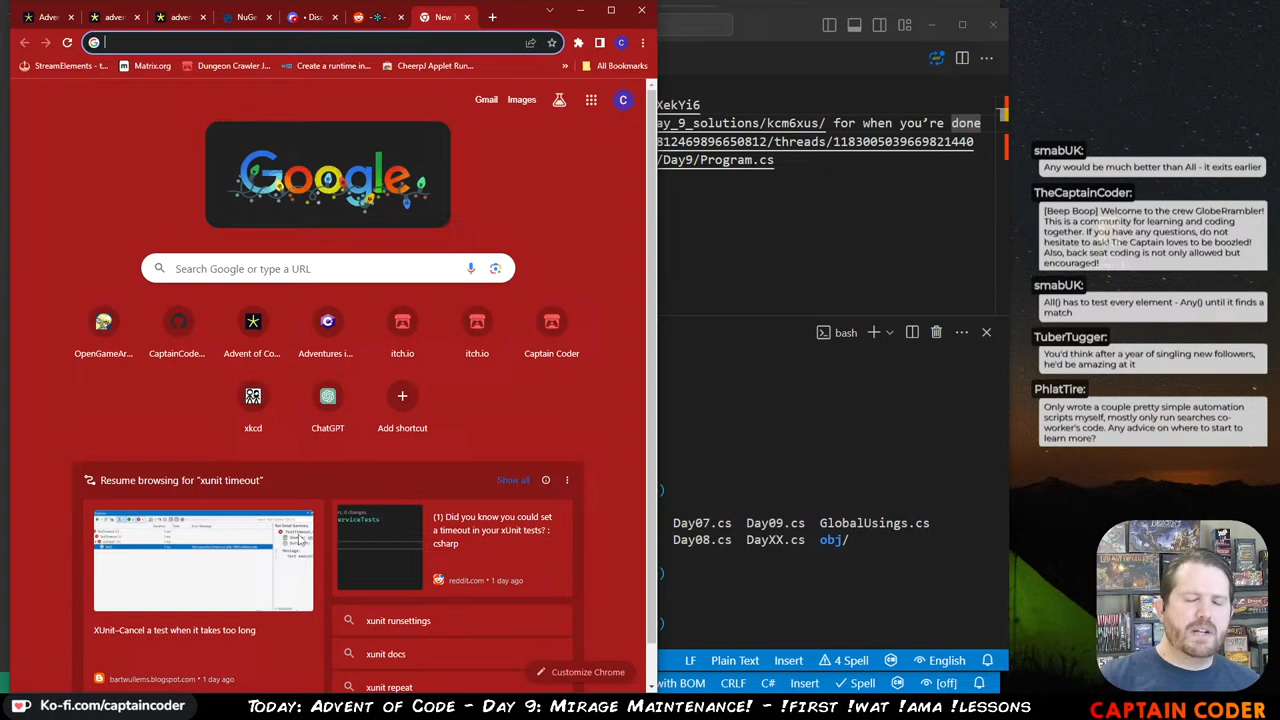 Adver
adver
adven
NuGe
• Disc
New
StreamElements - t...
Matrix.org
Dungeon Crawler J...
Create a runtime in...
CheerpJ Applet Run...
»
All Bookmarks
Gmail
Images
C
Google
Search Google or type a URL
OpenGameAr...
CaptainCode...
Advent of Co...
Adventures i...
itch.io
itch.io
Captain Coder
xkcd
ChatGPT
Add shortcut
Resume browsing for “xunit timeout”
Show all
XUnit–Cancel a test when it takes too long
bartwullems.blogspot.com • 1 day ago
erviceTests
(1) Did you know you could set
a timeout in your xUnit tests? :
csharp
reddit.com • 1 day ago
xunit runsettings
xunit docs
xunit repeat
Customize Chrome
XekYi6
ay_9_solutions/kcm6xus/ for when you’re done
812469896650812/threads/1183005039669821440
/Day9/Program.cs
bash
Day07.cs Day09.cs
Day08.cs DayXX.cs obj/
LF Plain Text Insert 4 Spell English
with BOM CRLF C# Insert Spell [off]
smabUK:
Any would be much better than All - it exits earlier
TheCaptainCoder:
[Beep Boop] Welcome to the crew GlobeRrambler!
This is a community for learning and coding
together. If you have any questions, do not
hesitate to ask. The Captain loves to be boozled!
Also, back seat coding is not only allowed but
encouraged!
smabUK:
All() has to test every element - Any() until it finds a
match
TuberTugger:
You'd think after a year of singling new followers,
he'd be amazing at it
PhlatTire:
Only wrote a couple pretty simple automation
scripts myself, mostly only run searches co-
worker's code. Any advice on where to start to
learn more?
Ko-fi.com/captaincoder
Today: Advent of Code - Day 9: Mirage Maintenance! - !first !wat !ama !lessons
CAPTAIN CODER